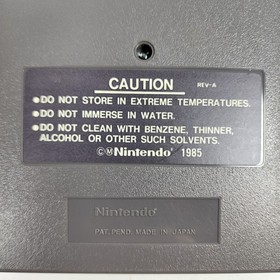 CAUTION REV-A
●DO NOT STORE IN EXTREME TEMPERATURES.
●DO NOT IMMERSE IN WATER.
●DO NOT CLEAN WITH BENZENE, THINNER,
ALCOHOL OR OTHER SUCH SOLVENTS.
©ⓂNintendo® 1985
Nintendo®
PAT. PEND. MADE IN JAPAN